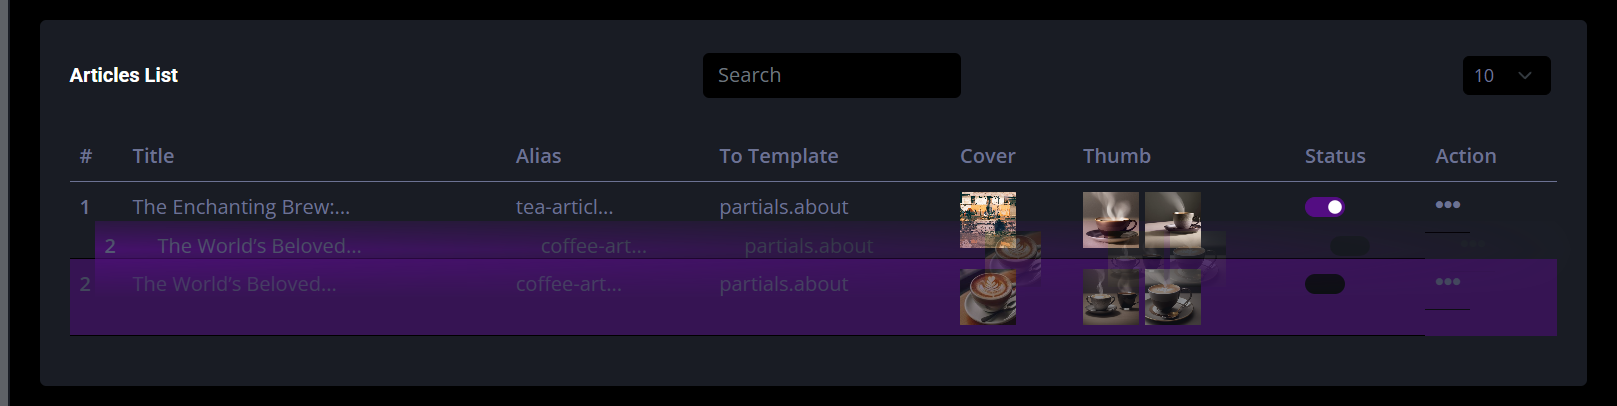 Articles List
Search
10
# Title Alias To Template Cover Thumb Status Action
1 The Enchanting Brew:... tea-articl... partials.about •••
2 The World’s Beloved... coffee-art... partials.about •••
2 The World’s Beloved... coffee-art... partials.about •••